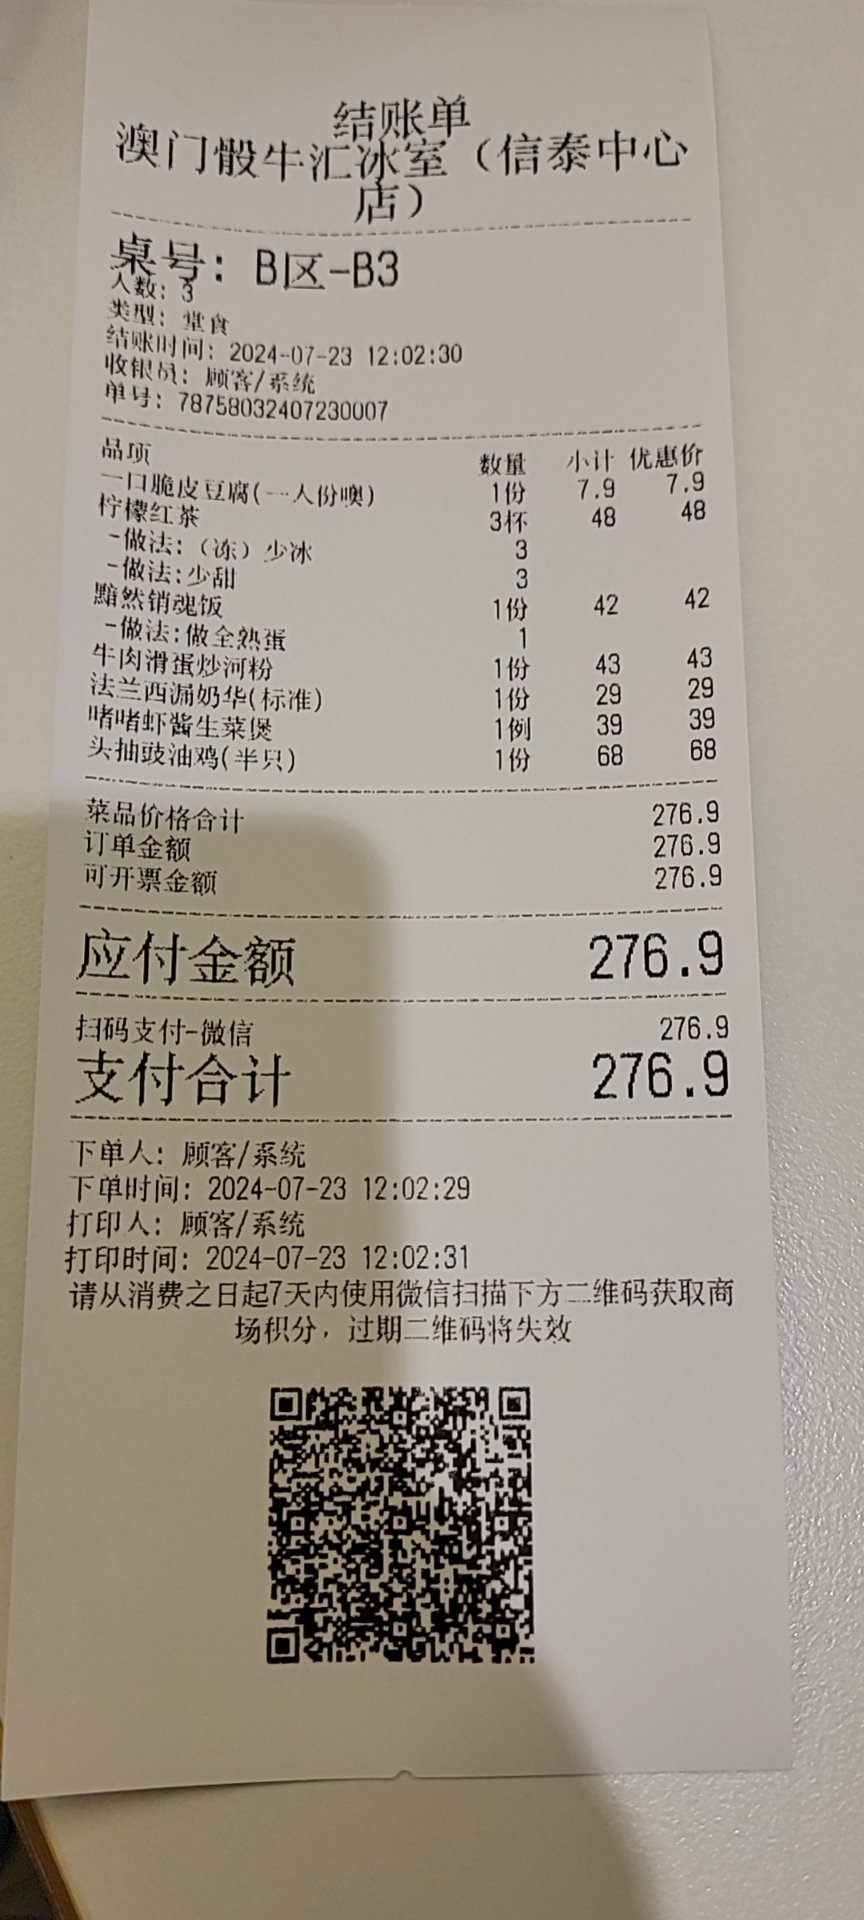 结账单
澳门骰牛汇冰室（信泰中心
店）
桌号：B区-B3
人数：3
类型：堂食
结账时间：2024-07-23 12:02:30
收银员：顾客/系统
单号：78758032407230007
品项 数量 小计 优惠价
一口脆皮豆腐(一人份噢) 1份 7.9 7.9
柠檬红茶 3杯 48 48
-做法:（冻）少冰 3
-做法:少甜 3
黯然销魂饭 1份 42 42
-做法:做全熟蛋 1
牛肉滑蛋炒河粉 1份 43 43
法兰西漏奶华(标准) 1份 29 29
啫啫虾酱生菜煲 1例 39 39
头抽豉油鸡(半只) 1份 68 68
菜品价格合计 276.9
订单金额 276.9
可开票金额 276.9
应付金额 276.9
扫码支付-微信 276.9
支付合计 276.9
下单人：顾客/系统
下单时间：2024-07-23 12:02:29
打印人：顾客/系统
打印时间：2024-07-23 12:02:31
请从消费之日起7天内使用微信扫描下方二维码获取商
场积分，过期二维码将失效